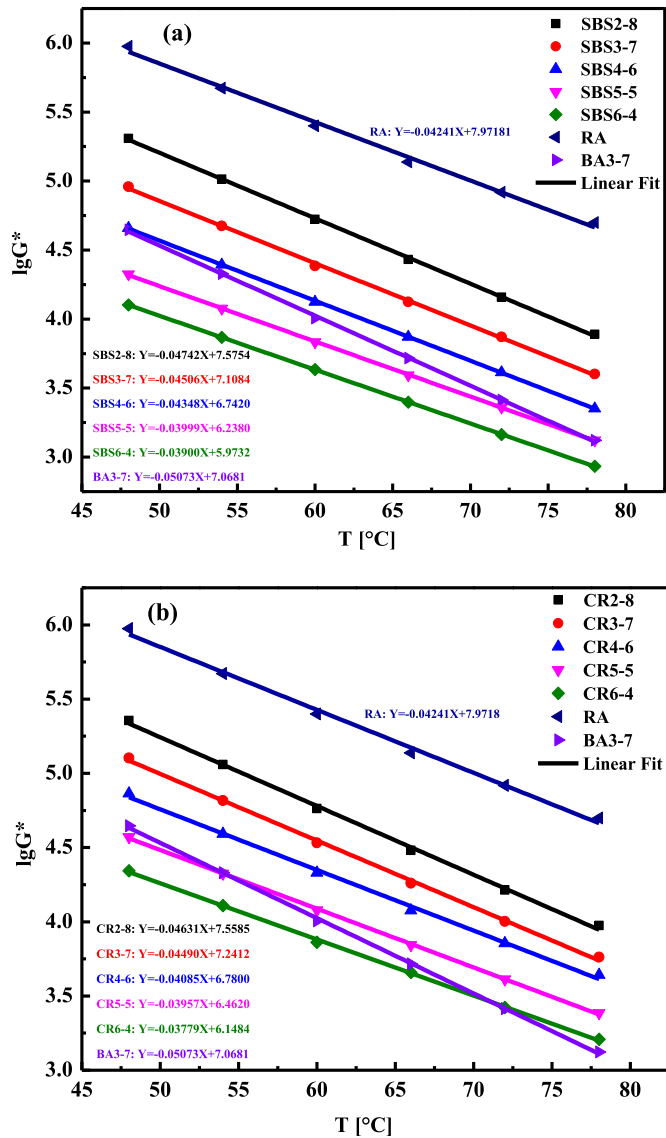 (a)
SBS2-8
SBS3-7
SBS4-6
SBS5-5
SBS6-4
RA
BA3-7
Linear Fit
RA: Y=-0.04241X+7.97181
SBS2-8: Y=-0.04742X+7.5754
SBS3-7: Y=-0.04506X+7.1084
SBS4-6: Y=-0.04348X+6.7420
SBS5-5: Y=-0.03999X+6.2380
SBS6-4: Y=-0.03900X+5.9732
BA3-7: Y=-0.05073X+7.0681
lgG*
6.0
5.5
5.0
4.5
4.0
3.5
3.0
45 50 55 60 65 70 75 80
T [°C]
(b)
CR2-8
CR3-7
CR4-6
CR5-5
CR6-4
RA
BA3-7
Linear Fit
RA: Y=-0.04241X+7.9718
CR2-8: Y=-0.04631X+7.5585
CR3-7: Y=-0.04490X+7.2412
CR4-6: Y=-0.04085X+6.7800
CR5-5: Y=-0.03957X+6.4620
CR6-4: Y=-0.03779X+6.1484
BA3-7: Y=-0.05073X+7.0681
lgG*
6.0
5.5
5.0
4.5
4.0
3.5
3.0
45 50 55 60 65 70 75 80
T [°C]